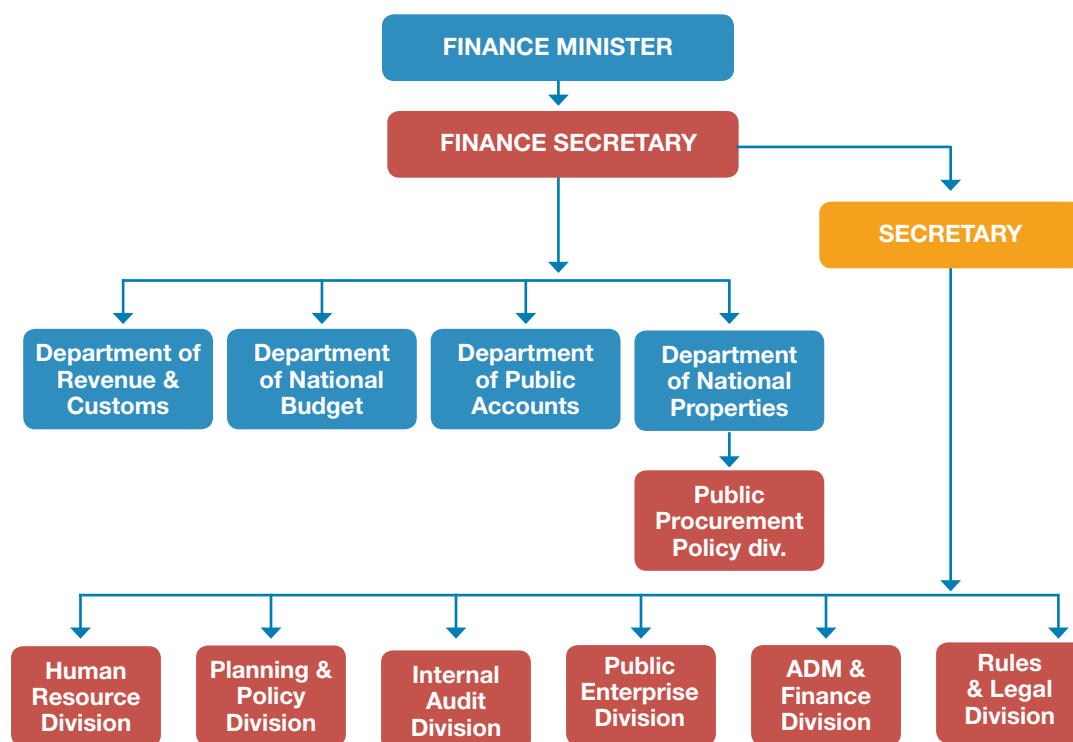 FINANCE MINISTER
FINANCE SECRETARY
SECRETARY
Department of
Revenue &
Customs
Department
of National
Budget
Department
of Public
Accounts
Department
of National
Properties
Public
Procurement
Policy div.
Human
Resource
Division
Planning &
Policy
Division
Internal
Audit
Division
Public
Enterprise
Division
ADM &
Finance
Division
Rules
& Legal
Division